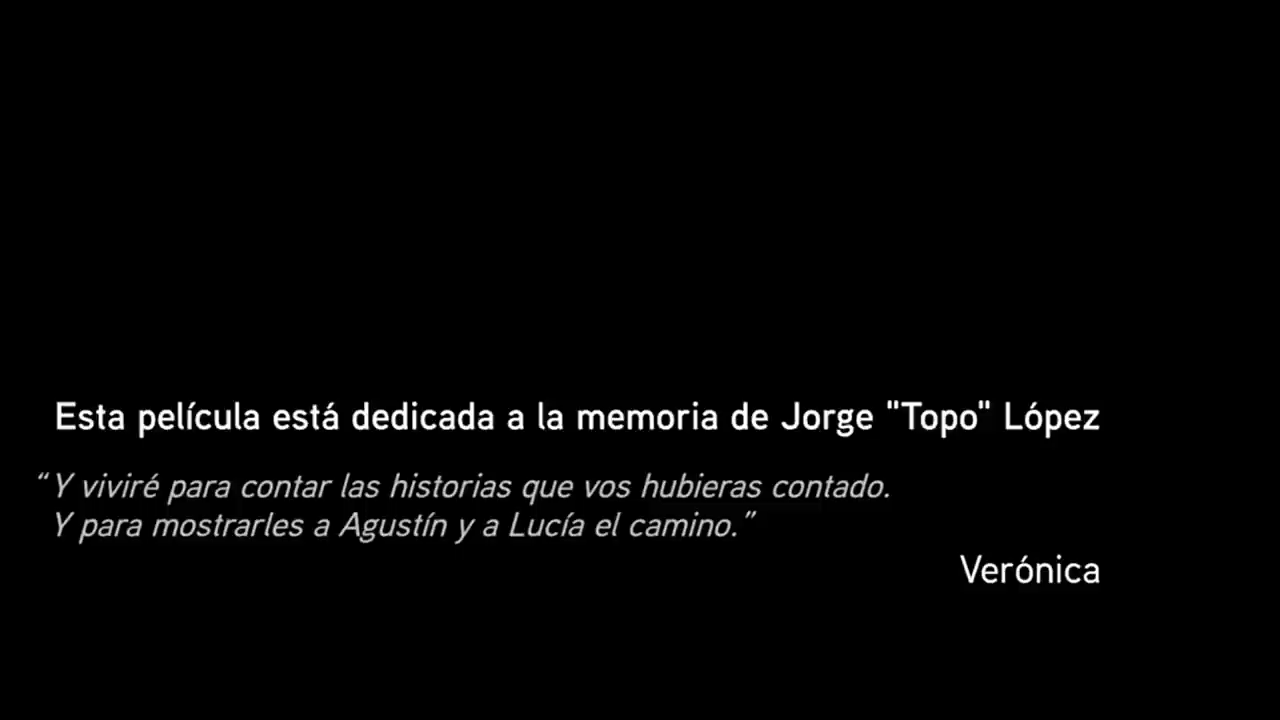 Esta película está dedicada a la memoria de Jorge "Topo" López
“Y viviré para contar las historias que vos hubieras contado.
Y para mostrarles a Agustín y a Lucía el camino.”
Verónica